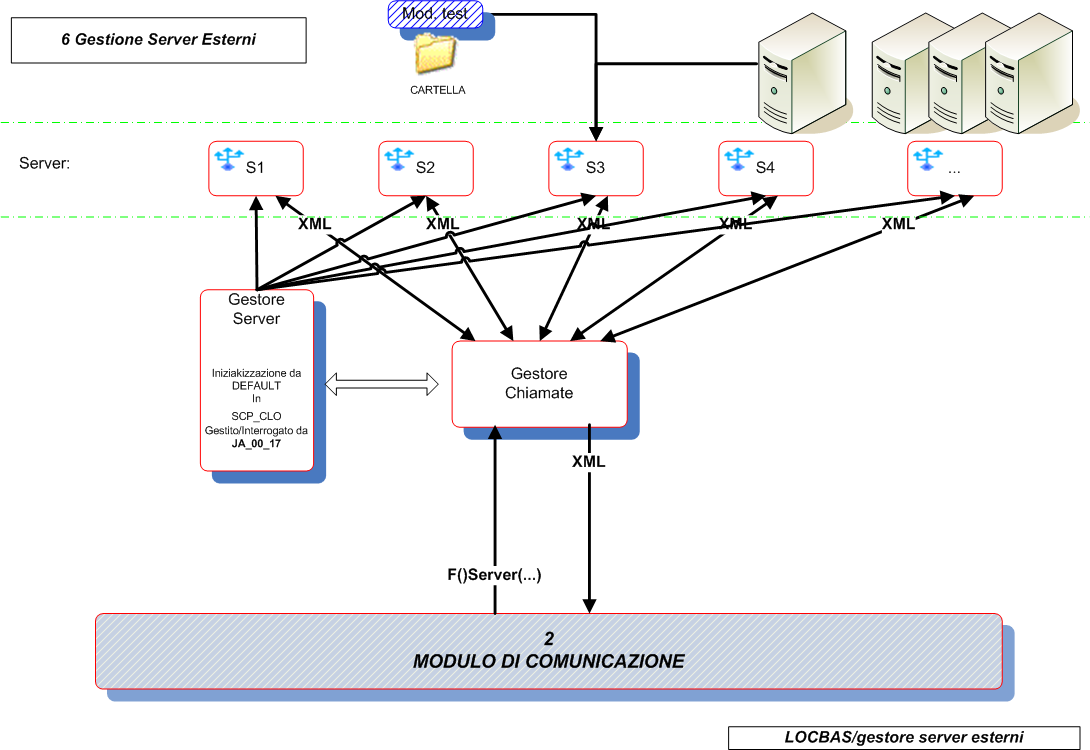 Mod. test
6 Gestione Server Esterni
CARTELLA
Server:
S1
S2
S3
S4
...
XML
XML
XML
XML
XML
Gestore
Server
Iniziakizzazione da
DEFAULT
In
SCP_CLO
Gestito/Interrogato da
JA_00_17
Gestore
Chiamate
XML
F()Server(...)
2
MODULO DI COMUNICAZIONE
LOCBAS/gestore server esterni